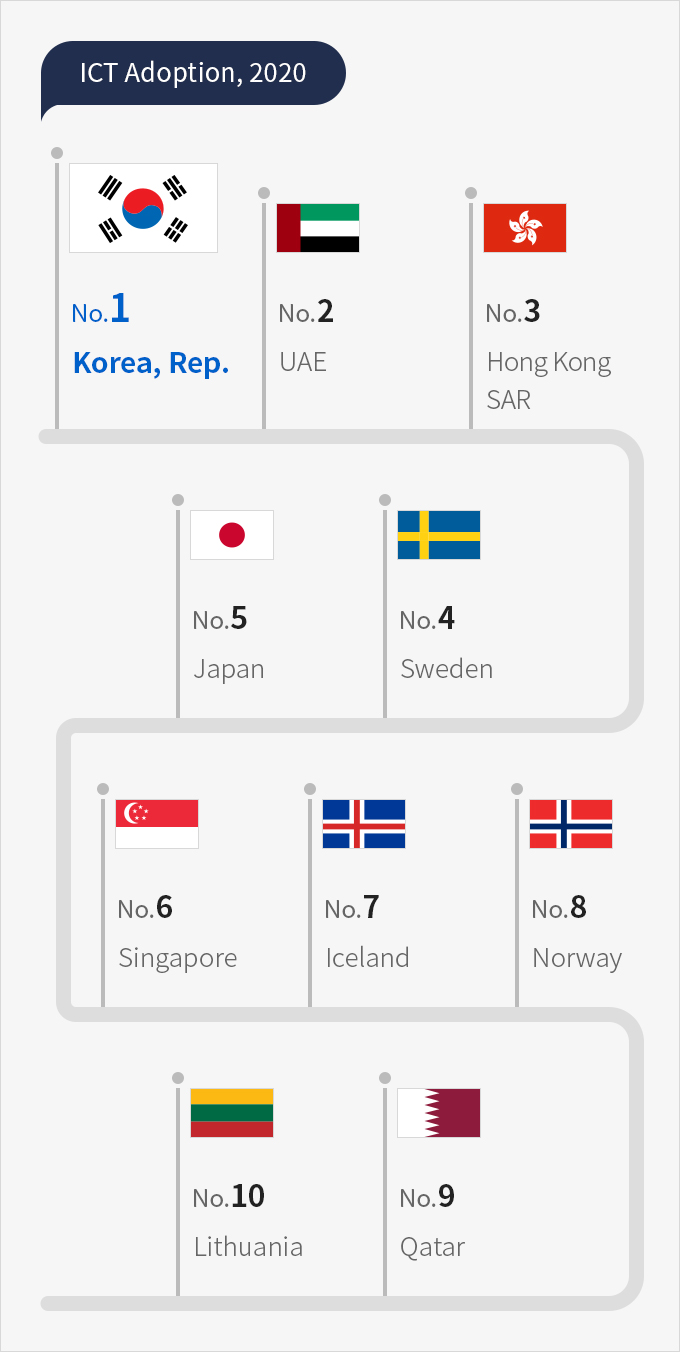 ICT Adoption, 2020
No.1
Korea, Rep.
No.2
UAE
No.3
Hong Kong
SAR
No.5
Japan
No.4
Sweden
No.6
Singapore
No.7
Iceland
No.8
Norway
No.10
Lithuania
No.9
Qatar